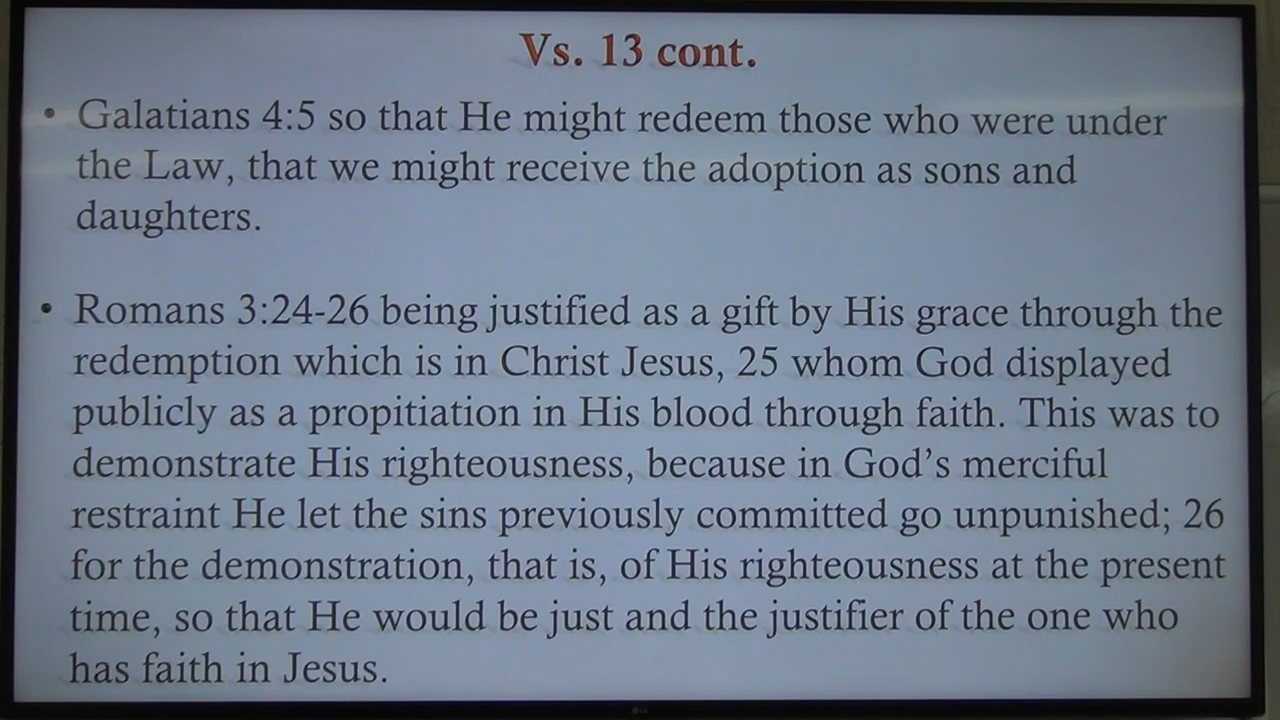 Vs. 13 cont.
• Galatians 4:5 so that He might redeem those who were under
the Law, that we might receive the adoption as sons and
daughters.
• Romans 3:24-26 being justified as a gift by His grace through the
redemption which is in Christ Jesus, 25 whom God displayed
publicly as a propitiation in His blood through faith. This was to
demonstrate His righteousness, because in God’s merciful
restraint He let the sins previously committed go unpunished; 26
for the demonstration, that is, of His righteousness at the present
time, so that He would be just and the justifier of the one who
has faith in Jesus.
LG